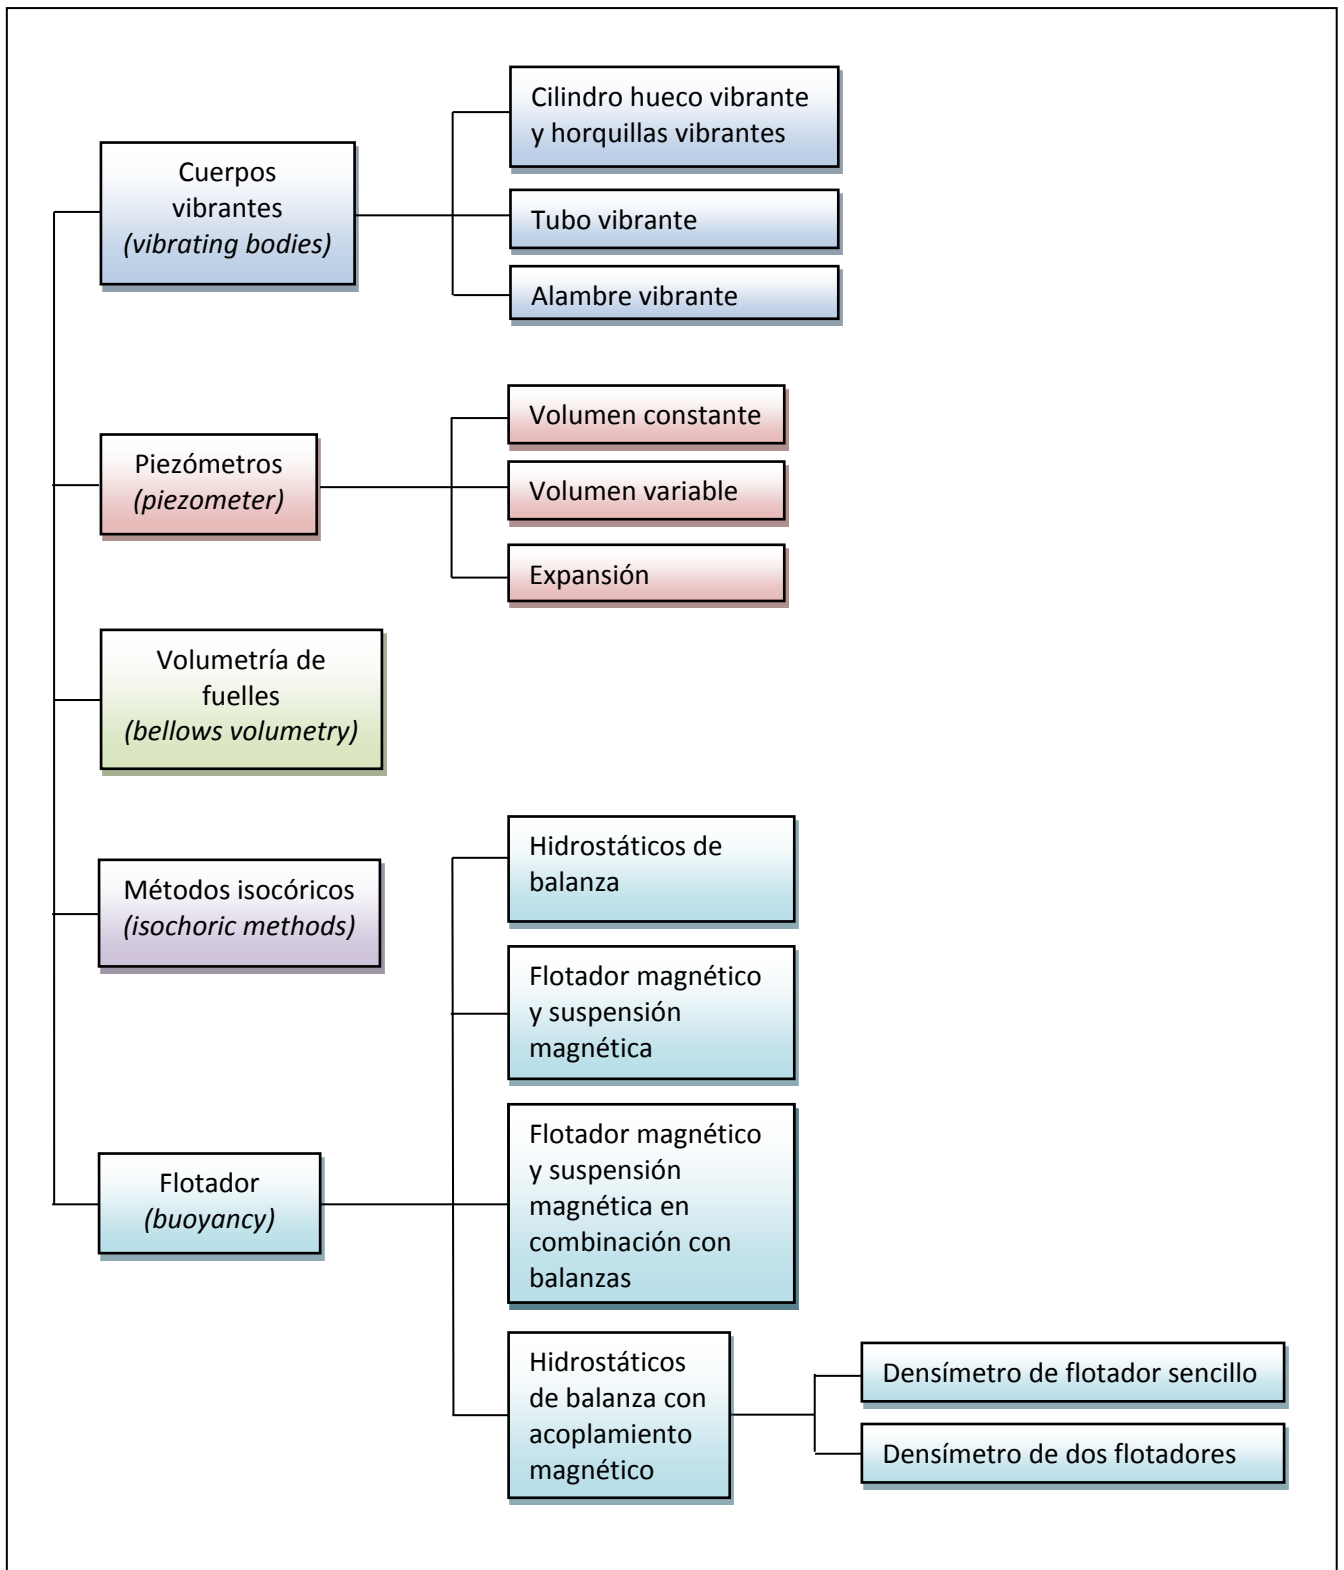 Cuerpos
vibrantes
(vibrating bodies)
Cilindro hueco vibrante
y horquillas vibrantes
Tubo vibrante
Alambre vibrante
Piezómetros
(piezometer)
Volumen constante
Volumen variable
Expansión
Volumetría de
fuelles
(bellows volumetry)
Métodos isocóricos
(isochoric methods)
Flotador
(buoyancy)
Hidrostáticos de
balanza
Flotador magnético
y suspensión
magnética
Flotador magnético
y suspensión
magnética en
combinación con
balanzas
Hidrostáticos
de balanza con
acoplamiento
magnético
Densímetro de flotador sencillo
Densímetro de dos flotadores